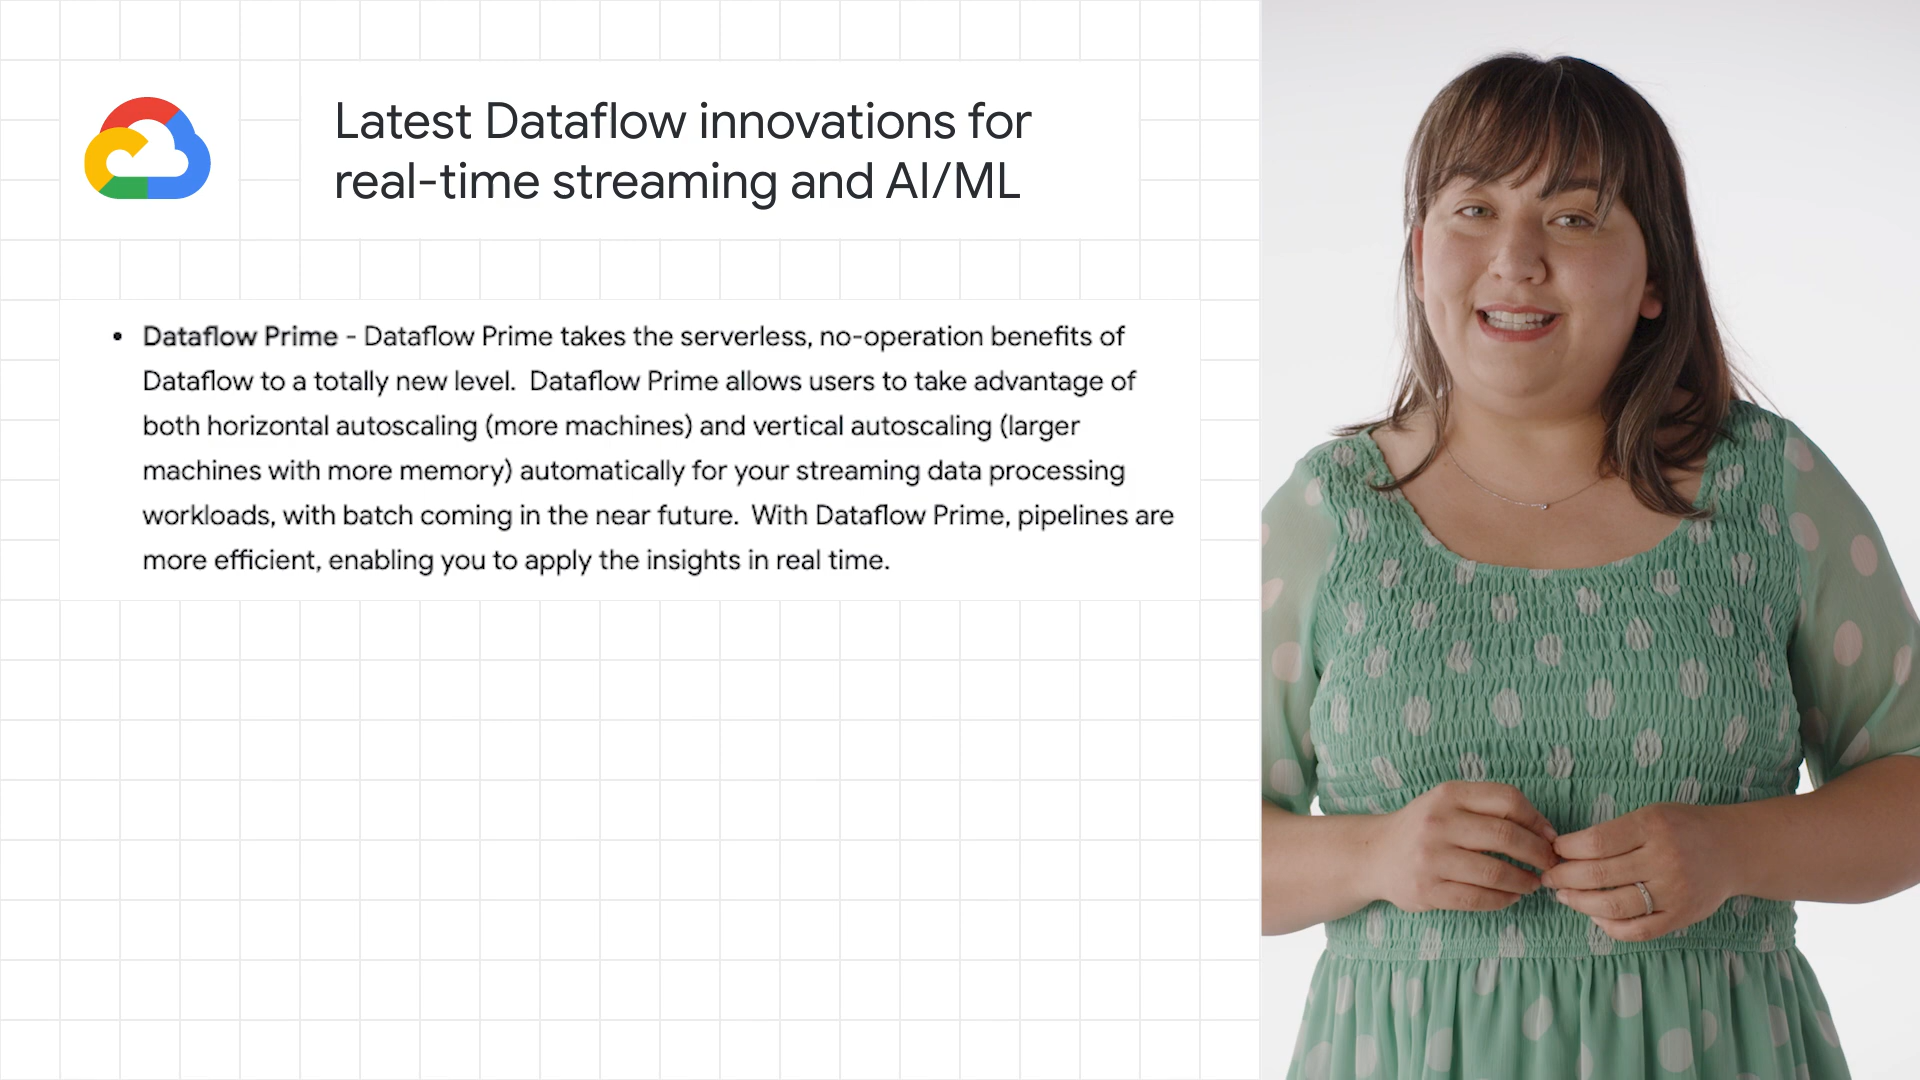 Latest Dataflow innovations for
real-time streaming and AI/ML
• Dataflow Prime - Dataflow Prime takes the serverless, no-operation benefits of
Dataflow to a totally new level.  Dataflow Prime allows users to take advantage of
both horizontal autoscaling (more machines) and vertical autoscaling (larger
machines with more memory) automatically for your streaming data processing
workloads, with batch coming in the near future.  With Dataflow Prime, pipelines are
more efficient, enabling you to apply the insights in real time.